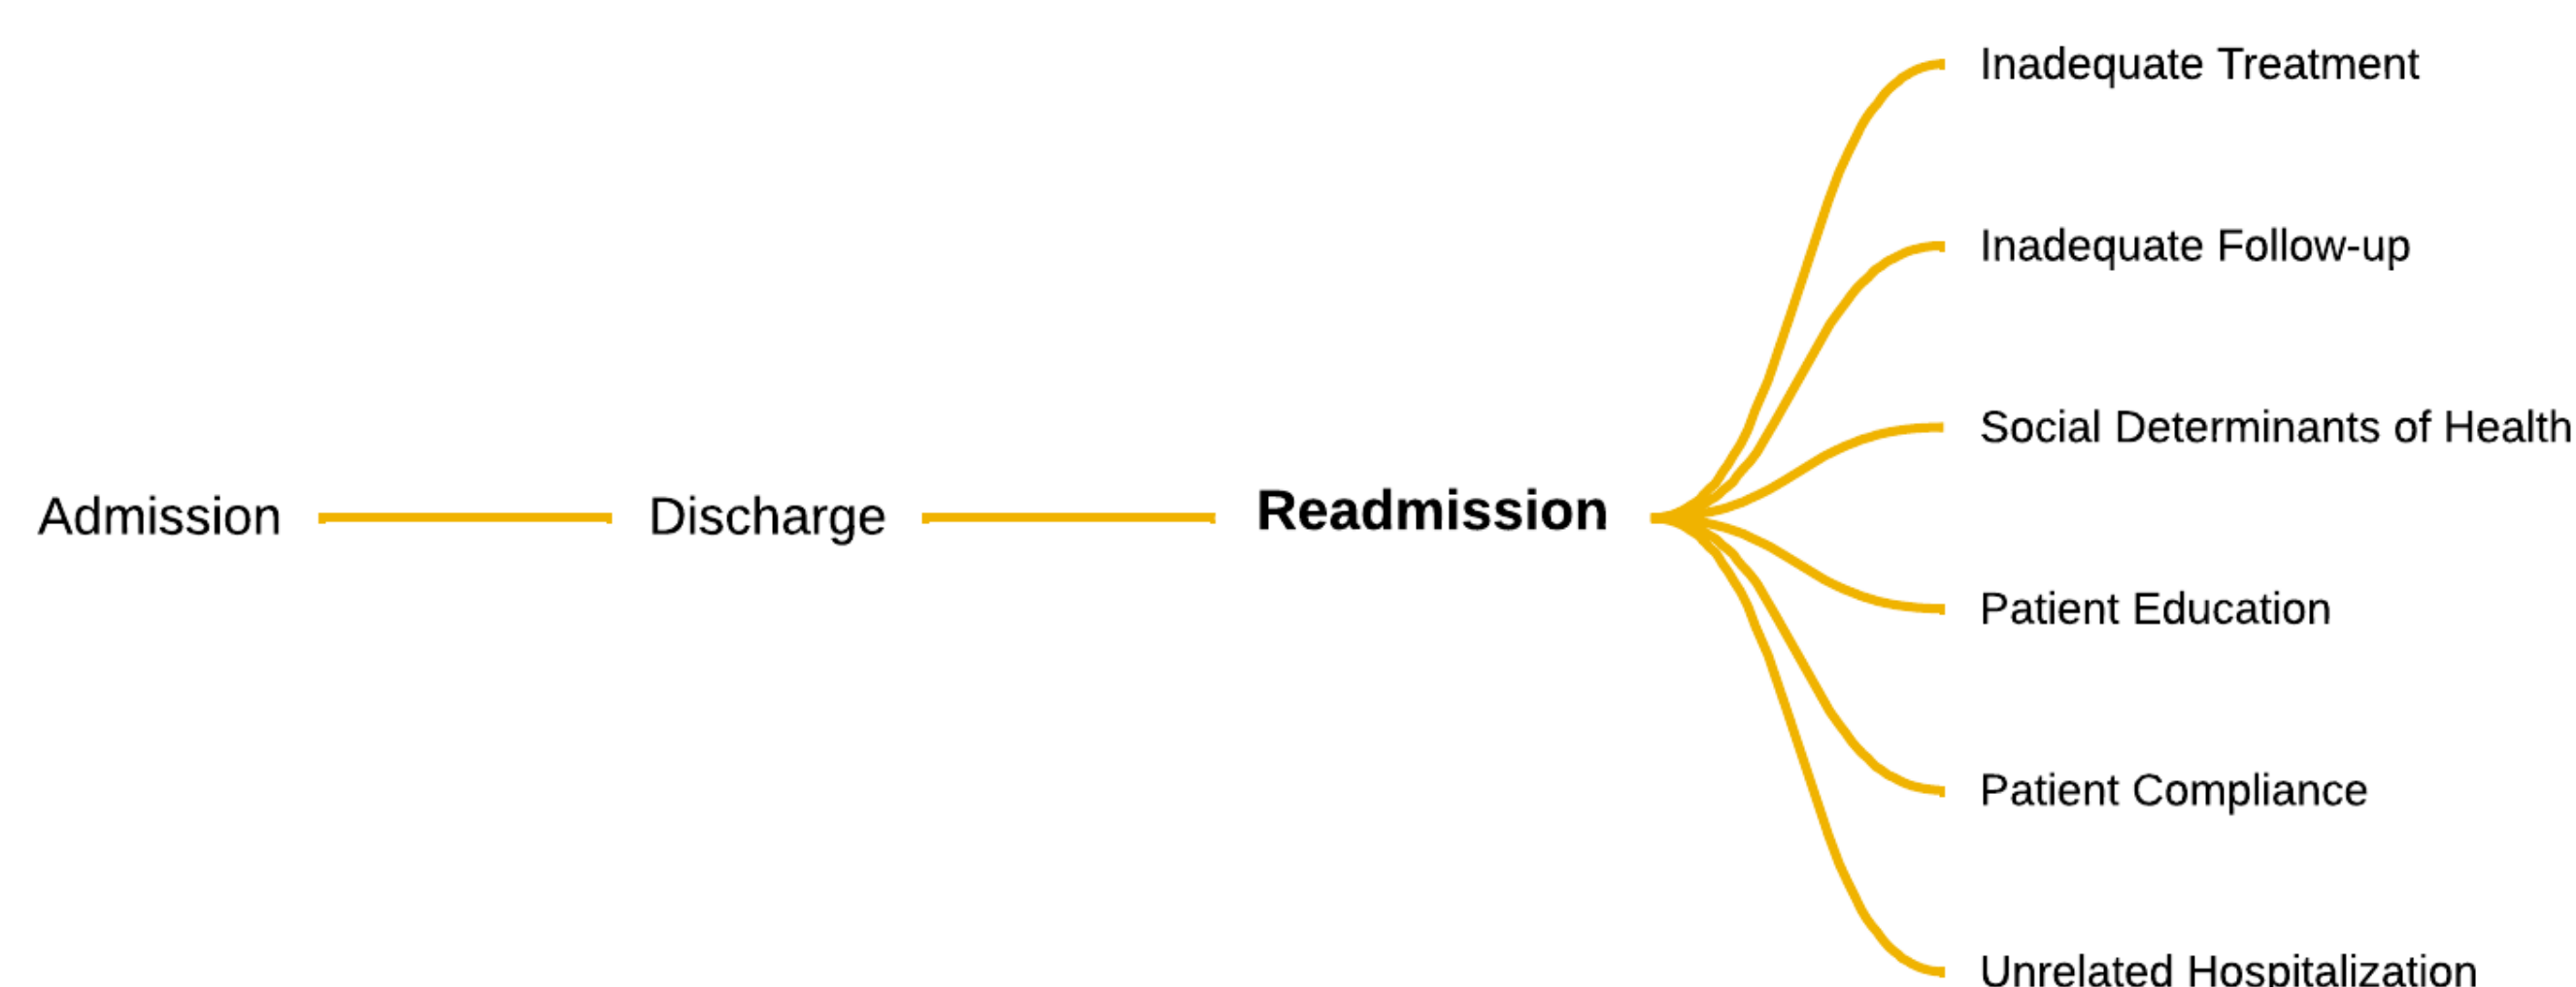 Admission
Discharge
Readmission
Inadequate Treatment
Inadequate Follow-up
Social Determinants of Health
Patient Education
Patient Compliance
Unrelated Hospitalization